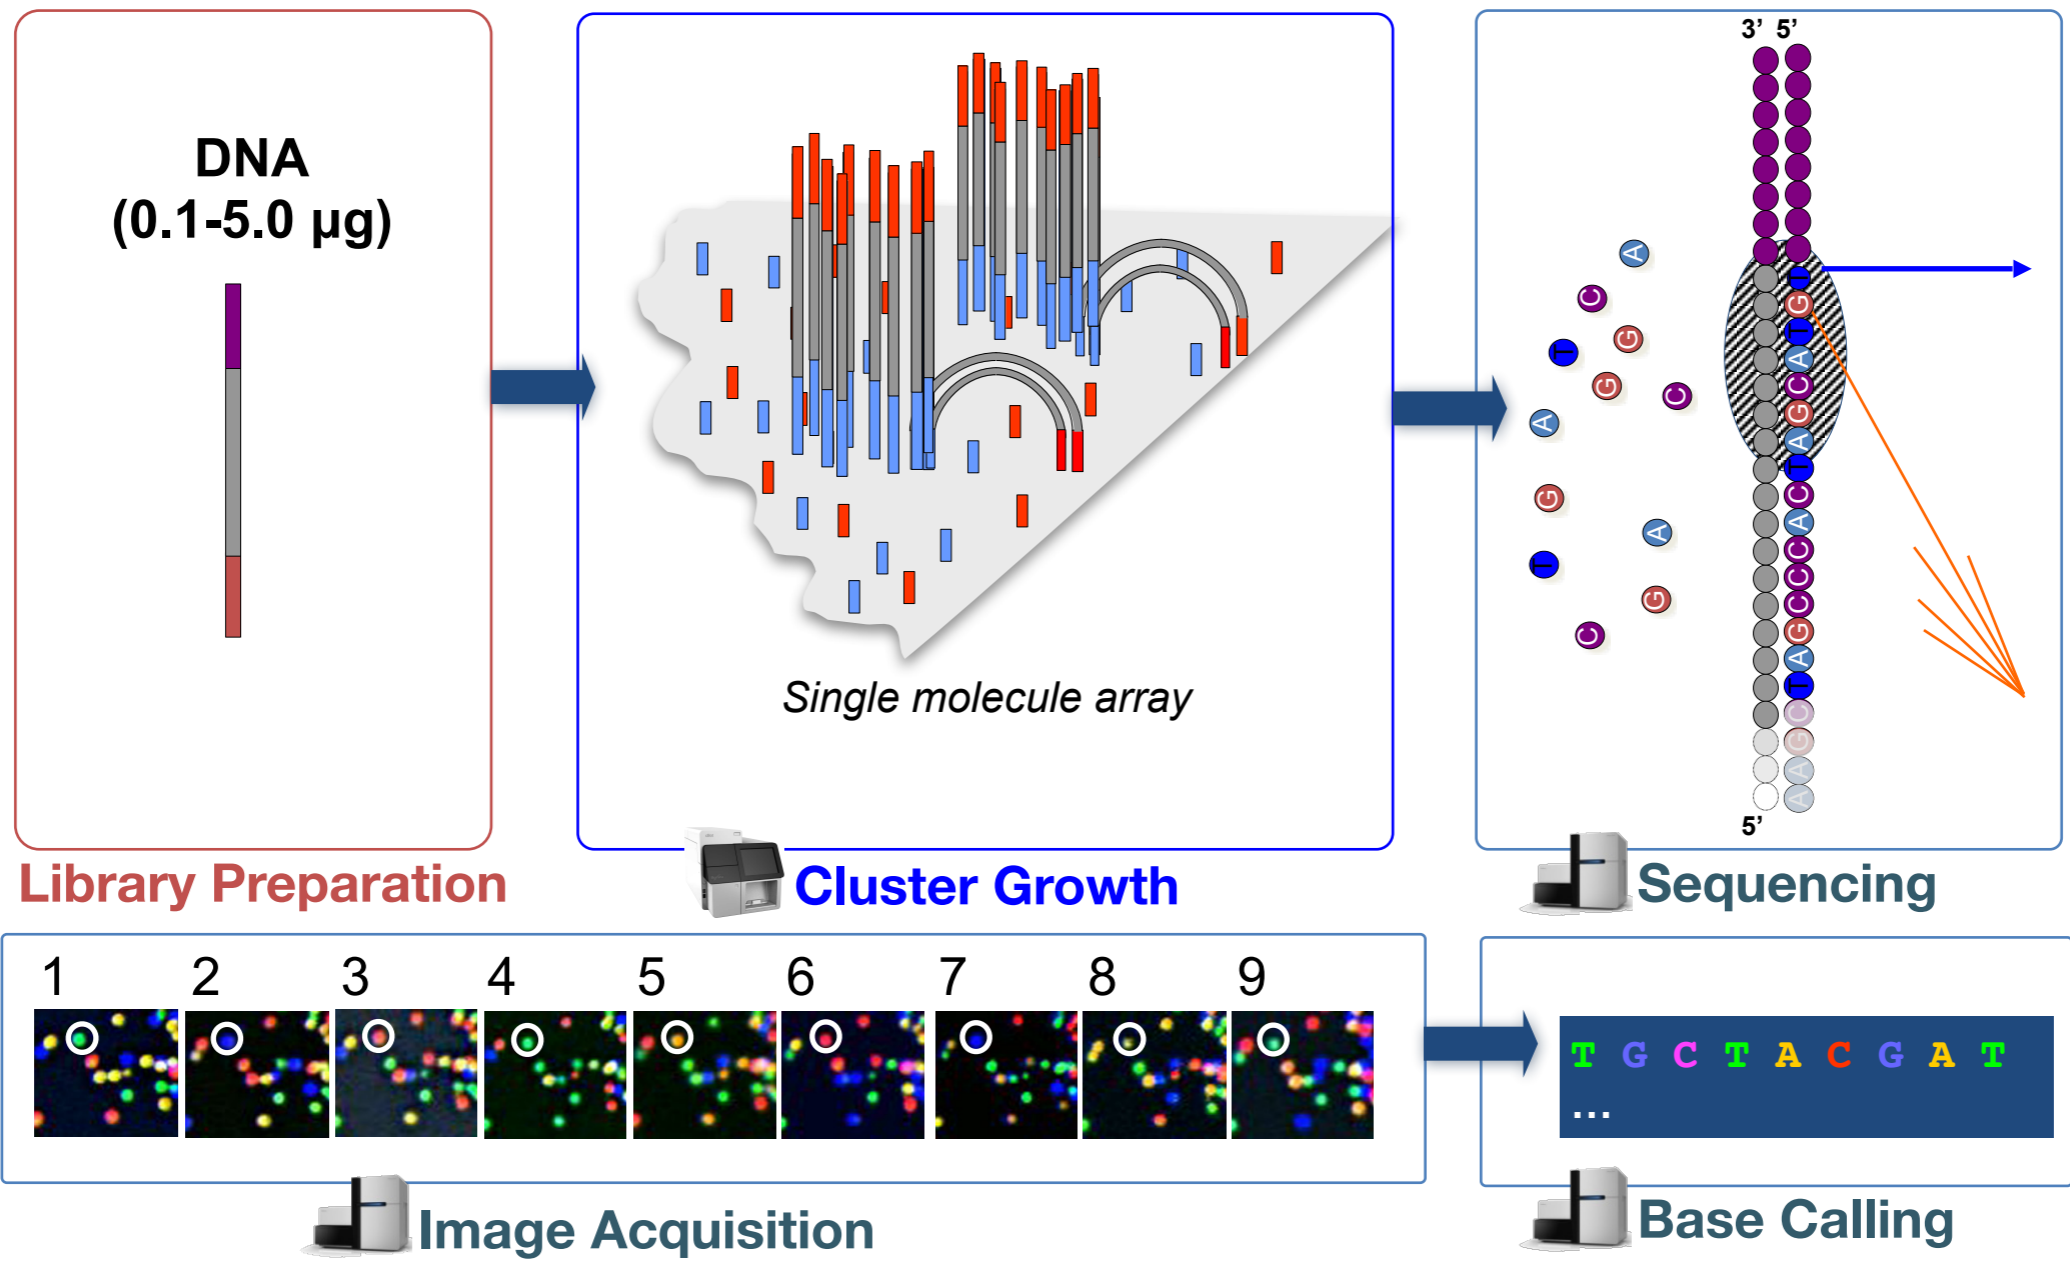 DNA
(0.1-5.0 µg)
Library Preparation
Single molecule array
Cluster Growth
3’ 5’
A
C
G
T
G
C
A
G
A
T
G
C
T
G
T
A
C
G
A
T
C
A
C
C
C
G
A
T
C
G
A
A
5’
Sequencing
1 2 3 4 5 6 7 8 9
Image Acquisition
T G C T A C G A T
...
Base Calling